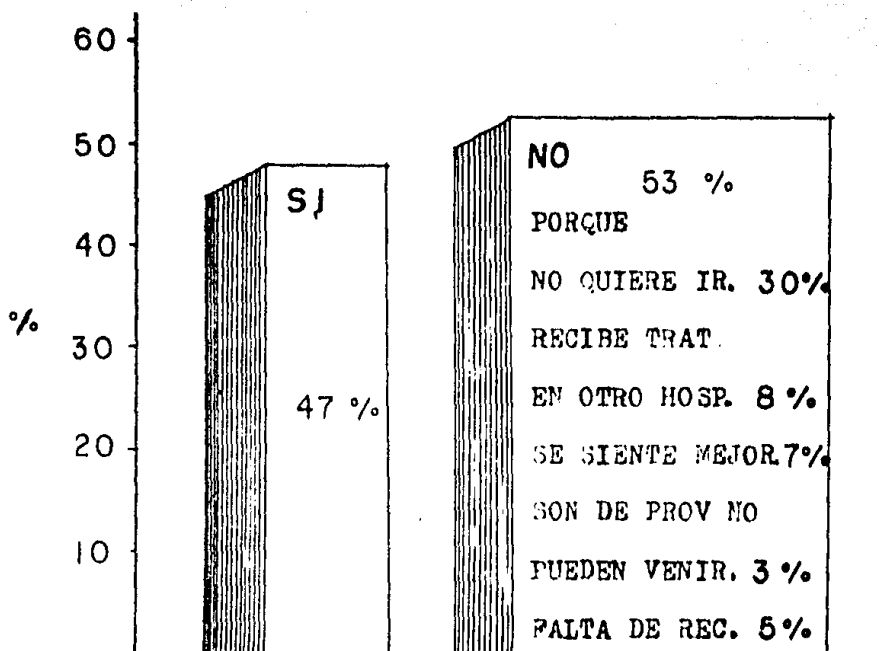 60
50
40
30
20
10
%
SI
47 %
NO
53 %
PORQUE
NO QUIERE IR. 30%
RECIBE TRAT.
EN OTRO HOSP. 8 %
SE SIENTE MEJOR 7%
SON DE PROV NO
PUEDEN VENIR. 3 %
FALTA DE REC. 5%